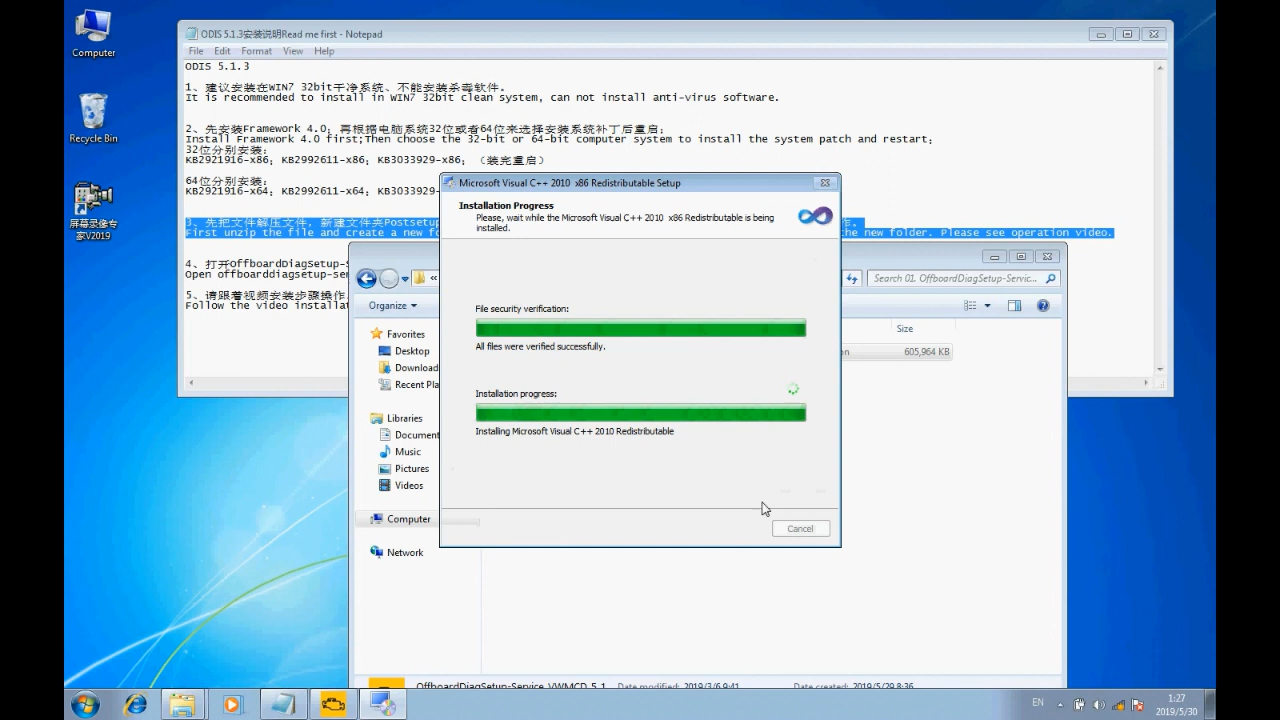 Computer
Recycle Bin
屏幕录像专
家V2019
ODIS 5.1.3安装说明Read me first - Notepad
File Edit Format View Help
ODIS 5.1.3
1、建议安装在WIN7 32bit干净系统、不能安装杀毒软件。
It is recommended to install in WIN7 32bit clean system, can not install anti-virus software.
2、先安装Framework 4.0；再根据电脑系统32位或者64位来选择安装系统补丁后重启；
Install Framework 4.0 first;Then choose the 32-bit or 64-bit computer system to install the system patch and restart;
32位分别安装：
KB2921916-x86；KB2992611-x86；KB3033929-x86；（装完重启）
64位分别安装：
KB2921916-x64；KB2992611-x64；KB3
3、先把文件解压文件，新建文件夹Postsetup
First unzip the file and create a new fo he new folder. Please see operation video.
4、打开OffboardDiagSetup-S
Open offboarddiagsetup-se
5、请跟着视频安装步骤操作
Follow the video installat
Microsoft Visual C++ 2010 x86 Redistributable Setup
Installation Progress
Please, wait while the Microsoft Visual C++ 2010 x86 Redistributable is being
installed.
File security verification:
All files were verified successfully.
Installation progress:
Installing Microsoft Visual C++ 2010 Redistributable
Cancel
«
Search 01. OffboardDiagSetup-Servic...
Organize
Size
on 605,964 KB
Favorites
Desktop
Download
Recent Pla
Libraries
Document
Music
Pictures
Videos
Computer
Network
OffboardDiagSetup-Service_VWMCD_5_1 Date modified: 2019/3/6 9:41 Date created: 2019/5/29 8:36
EN
1:27
2019/5/30